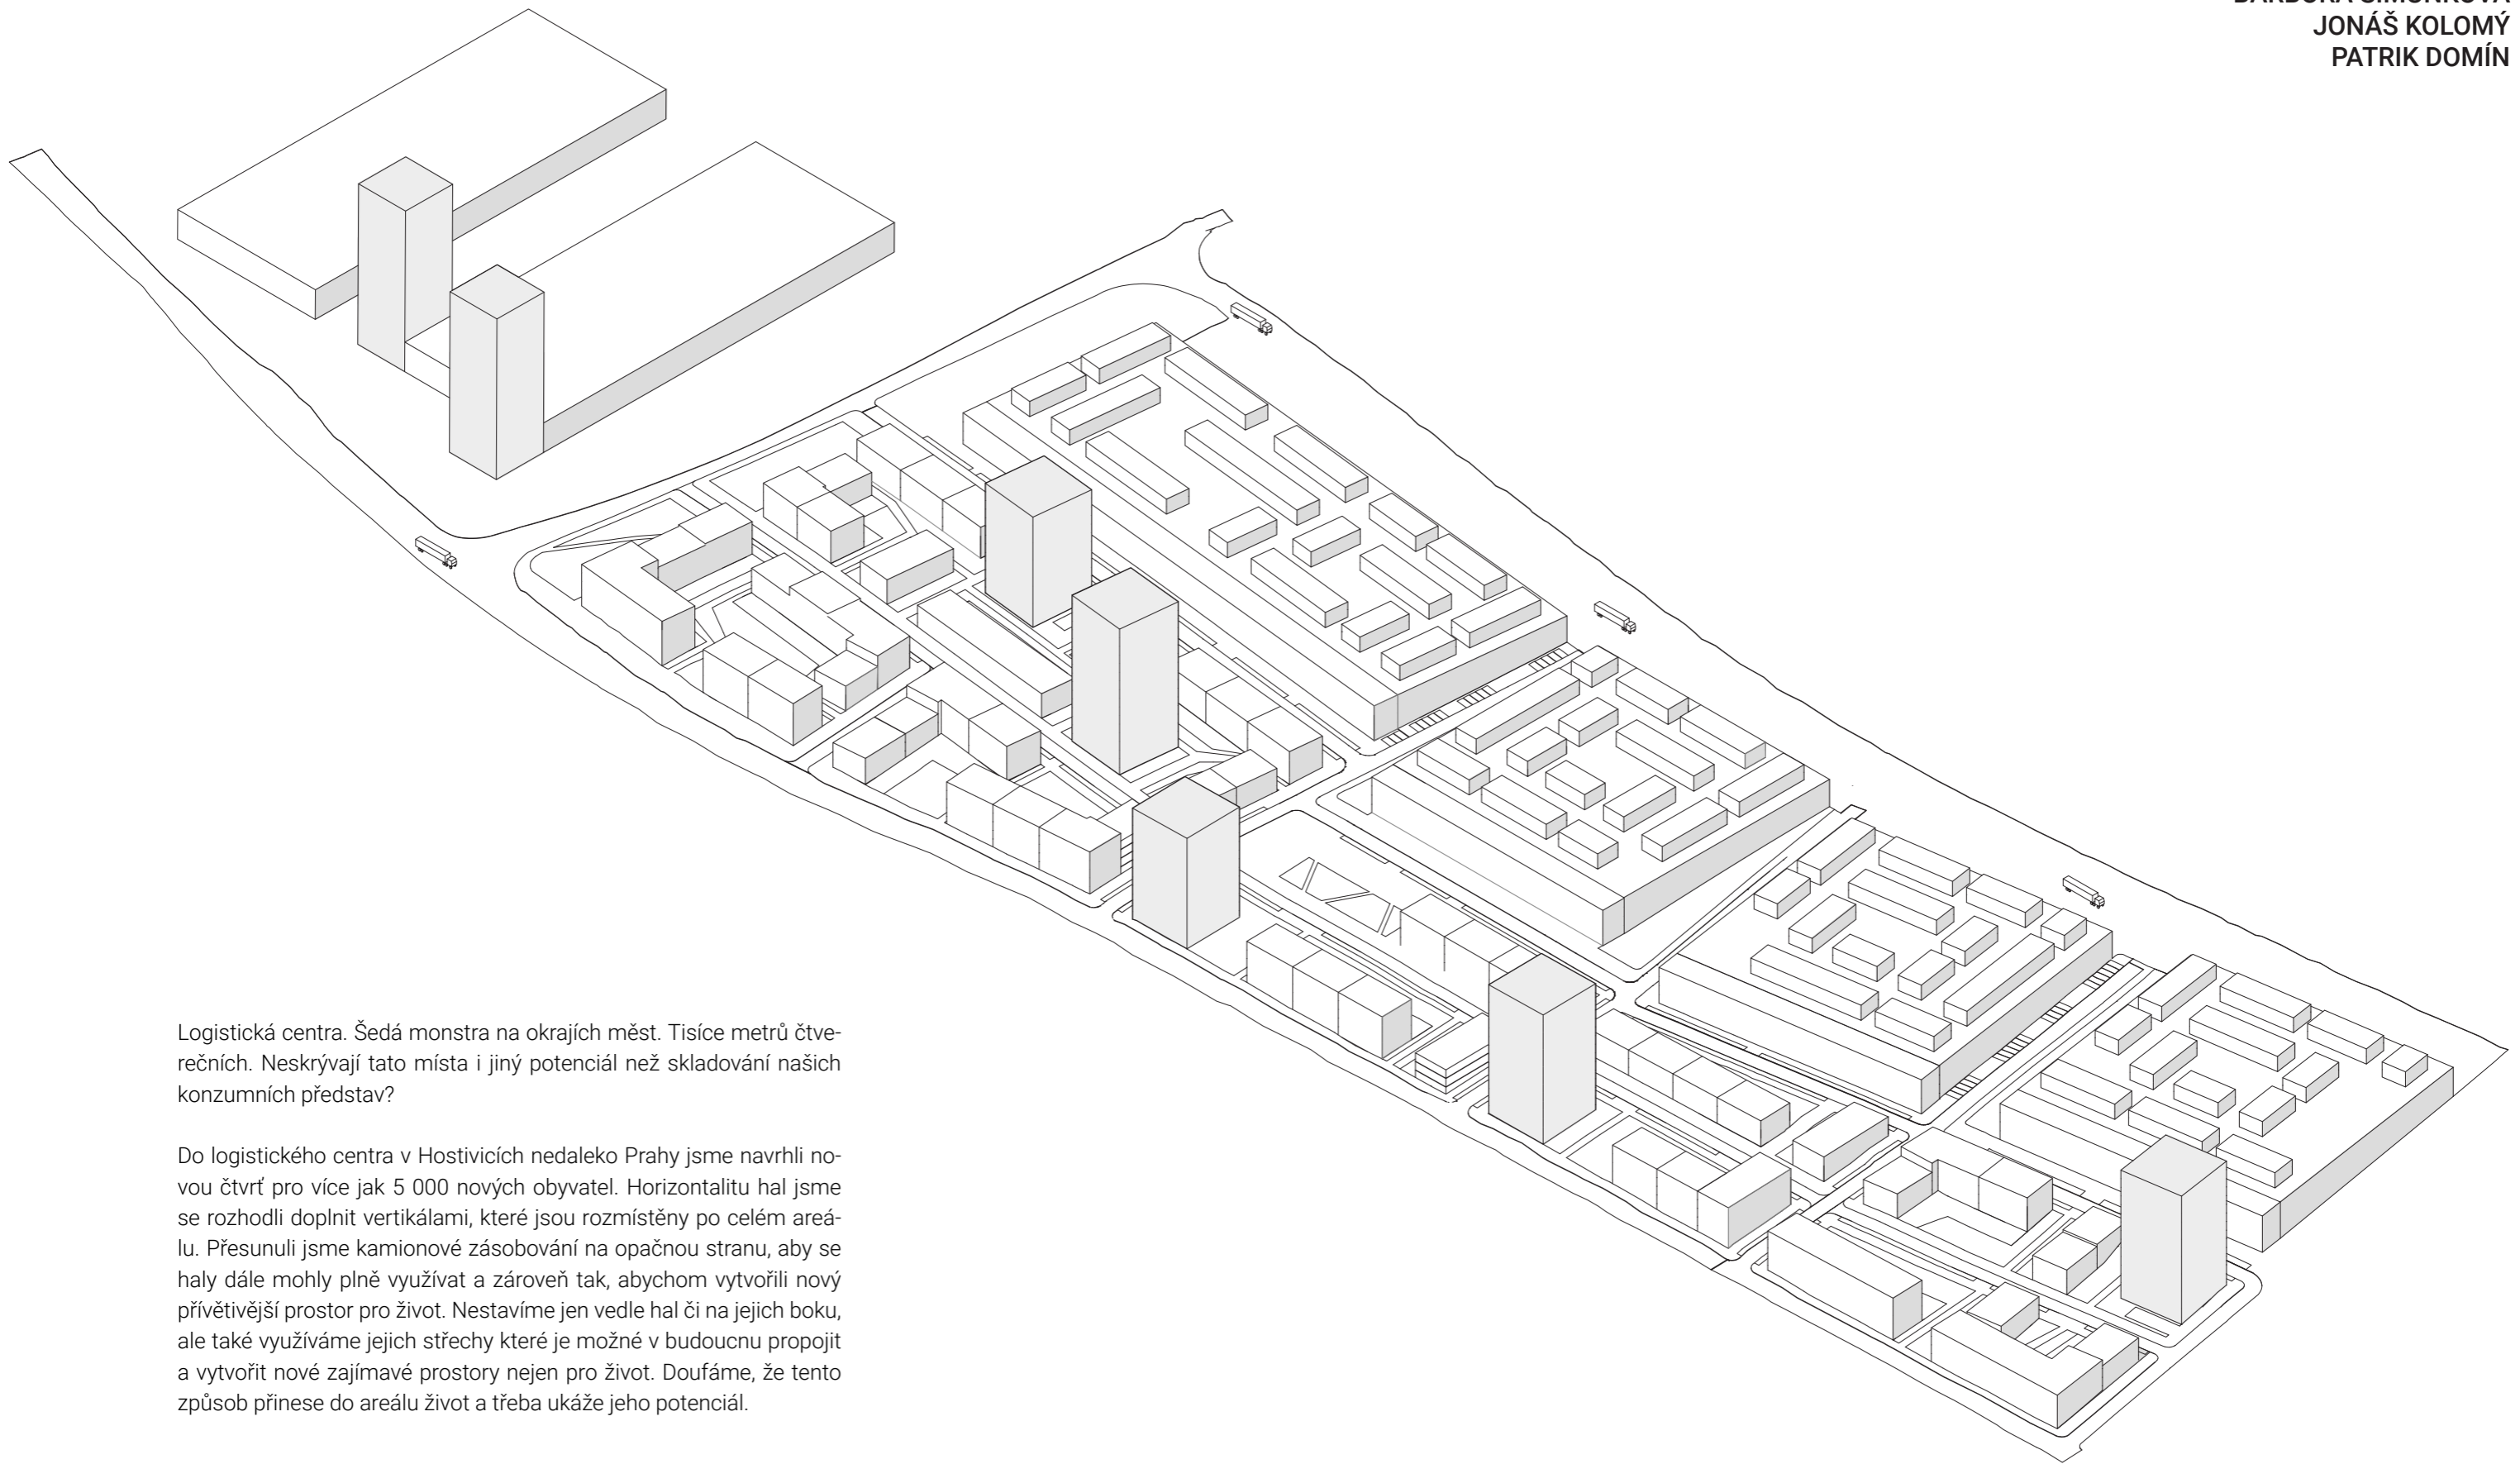 JONÁŠ KOLOMÝ
PATRIK DOMÍN
Logistická centra. Šedá monstra na okrajích měst. Tisíce metrů čtve-
rečních. Neskrývají tato místa i jiný potenciál než skladování našich
konzumních představ?
Do logistického centra v Hostivicích nedaleko Prahy jsme navrhli no-
vou čtvrť pro více jak 5 000 nových obyvatel. Horizontalitu hal jsme
se rozhodli doplnit vertikálami, které jsou rozmístěny po celém areá-
lu. Přesunuli jsme kamionové zásobování na opačnou stranu, aby se
haly dále mohly plně využívat a zároveň tak, abychom vytvořili nový
přívětivější prostor pro život. Nestavíme jen vedle hal či na jejich boku,
ale také využíváme jejich střechy které je možné v budoucnu propojit
a vytvořit nové zajímavé prostory nejen pro život. Doufáme, že tento
způsob přinese do areálu život a třeba ukáže jeho potenciál.